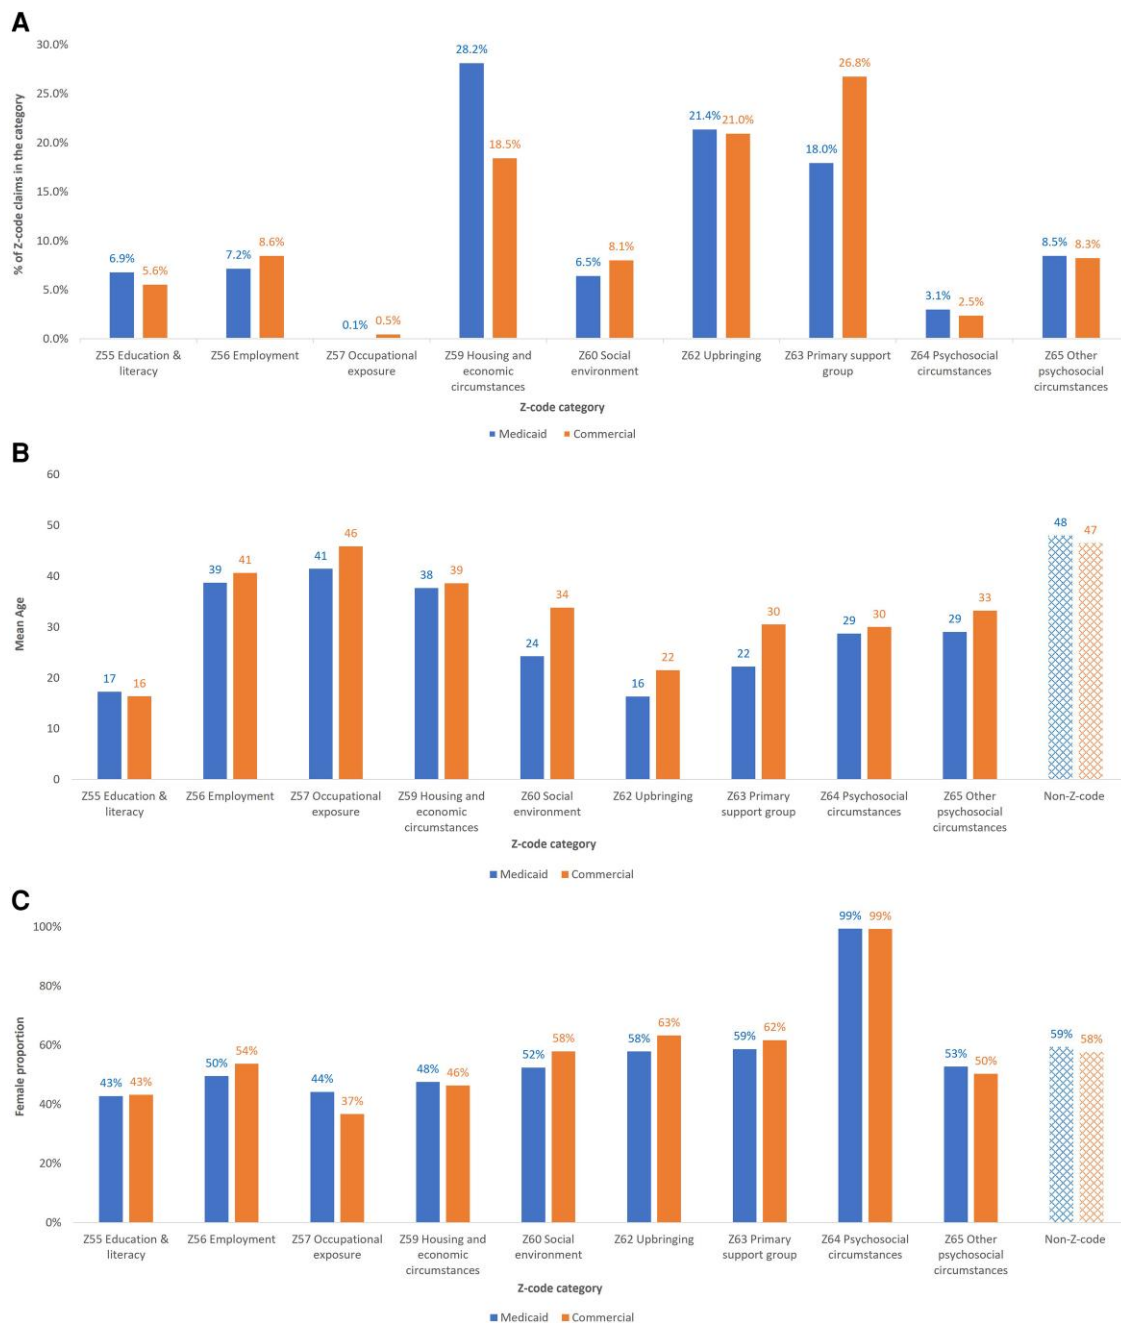 A
30.0%
25.0%
20.0%
15.0%
10.0%
5.0%
0.0%
% of Z-code claims in the category
6.9%
5.6%
7.2%
8.6%
0.1%
0.5%
28.2%
18.5%
6.5%
8.1%
21.4%
21.0%
18.0%
26.8%
3.1%
2.5%
8.5%
8.3%
Z55 Education &
literacy
Z56 Employment
Z57 Occupational
exposure
Z59 Housing and
economic
circumstances
Z60 Social
environment
Z62 Upbringing
Z63 Primary support
group
Z64 Psychosocial
circumstances
Z65 Other
psychosocial
circumstances
Z-code category
Medicaid
Commercial
B
60
50
40
30
20
10
0
Mean Age
17
16
39
41
41
46
38
39
24
34
16
22
22
30
29
30
29
33
48
47
Z55 Education &
literacy
Z56 Employment
Z57 Occupational
exposure
Z59 Housing and
economic
circumstances
Z60 Social
environment
Z62 Upbringing
Z63 Primary
support group
Z64 Psychosocial
circumstances
Z65 Other
psychosocial
circumstances
Non-Z-code
Z-code category
Medicaid
Commercial
C
100%
80%
60%
40%
20%
0%
Female proportion
43%
43%
50%
54%
44%
37%
48%
46%
52%
58%
58%
63%
59%
62%
99%
99%
53%
50%
59%
58%
Z55 Education &
literacy
Z56 Employment
Z57 Occupational
exposure
Z59 Housing and
economic
circumstances
Z60 Social
environment
Z62 Upbringing
Z63 Primary
support group
Z64 Psychosocial
circumstances
Z65 Other
psychosocial
circumstances
Non-Z-code
Z-code category
Medicaid
Commercial